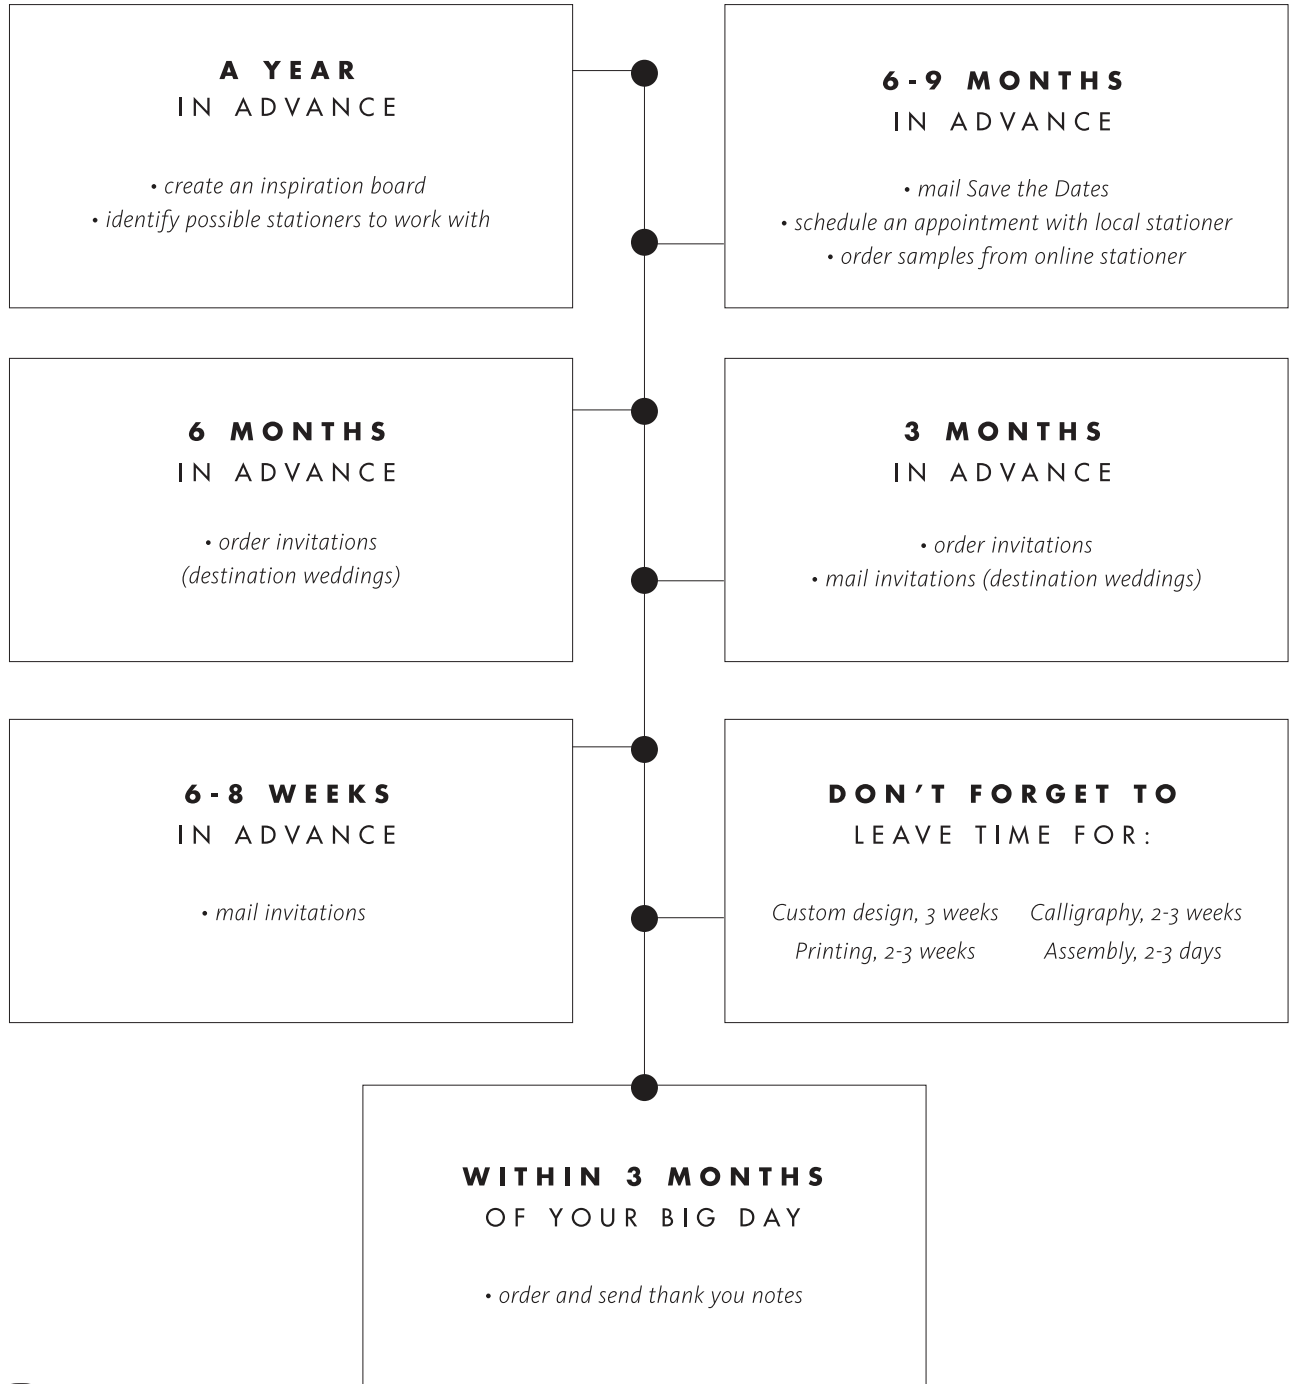 A YEAR
IN ADVANCE
• create an inspiration board
• identify possible stationers to work with
6-9 MONTHS
IN ADVANCE
• mail Save the Dates
• schedule an appointment with local stationer
• order samples from online stationer
6 MONTHS
IN ADVANCE
• order invitations
(destination weddings)
3 MONTHS
IN ADVANCE
• order invitations
• mail invitations (destination weddings)
6-8 WEEKS
IN ADVANCE
• mail invitations
DON’T FORGET TO
LEAVE TIME FOR:
Custom design, 3 weeks
Calligraphy, 2-3 weeks
Printing, 2-3 weeks
Assembly, 2-3 days
WITHIN 3 MONTHS
OF YOUR BIG DAY
• order and send thank you notes